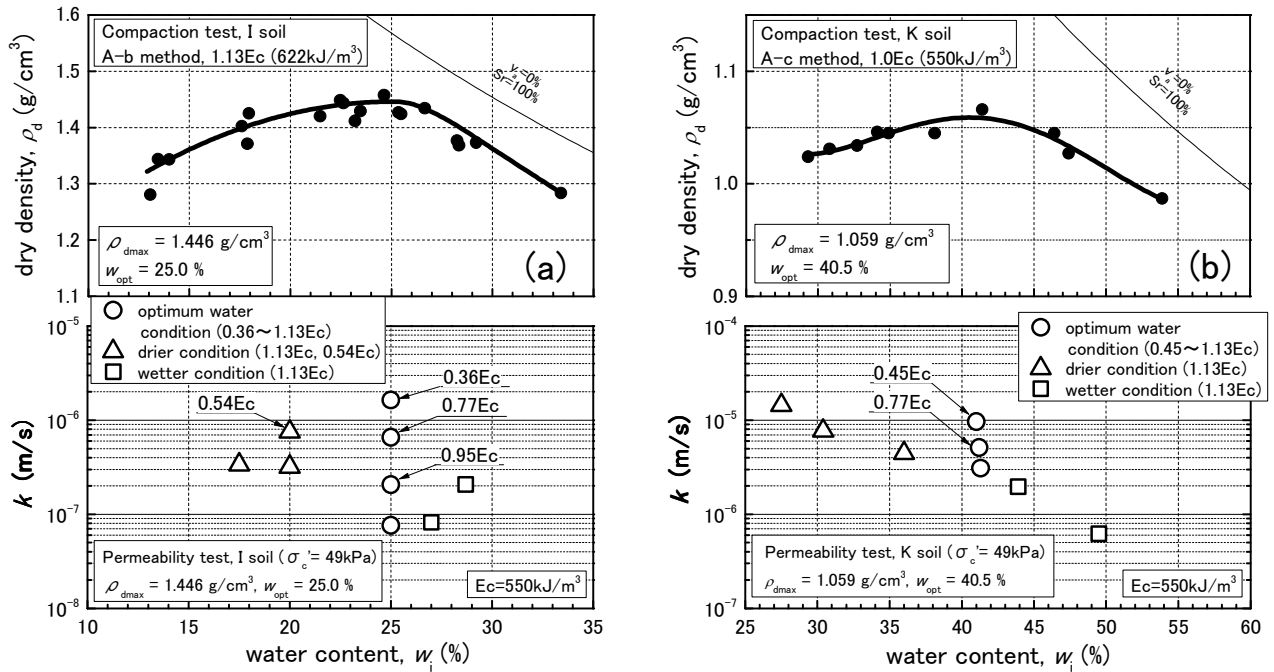 1.6
1.5
1.4
1.3
1.2
1.1
dry density, ρd (g/cm³)
Compaction test, I soil
A-b method, 1.13Ec (622kJ/m³)
va=0%
Sr=100%
ρdmax = 1.446 g/cm³
wopt = 25.0 %
(a)
10⁻⁵
10⁻⁶
10⁻⁷
10⁻⁸
k (m/s)
optimum water
condition (0.36～1.13Ec)
drier condition (1.13Ec, 0.54Ec)
wetter condition (1.13Ec)
0.36Ec
0.54Ec
0.77Ec
0.95Ec
Permeability test, I soil (σc'= 49kPa)
ρdmax = 1.446 g/cm³, wopt = 25.0 %
Ec=550kJ/m³
10 15 20 25 30 35
water content, wi (%)
1.1
1.0
0.9
dry density, ρd (g/cm³)
Compaction test, K soil
A-c method, 1.0Ec (550kJ/m³)
va=0%
Sr=100%
ρdmax = 1.059 g/cm³
wopt = 40.5 %
(b)
10⁻⁴
10⁻⁵
10⁻⁶
10⁻⁷
k (m/s)
optimum water
condition (0.45～1.13Ec)
drier condition (1.13Ec)
wetter condition (1.13Ec)
0.45Ec
0.77Ec
Permeability test, K soil (σc'= 49kPa)
ρdmax = 1.059 g/cm³, wopt = 40.5 %
Ec=550kJ/m³
25 30 35 40 45 50 55 60
water content, wi (%)